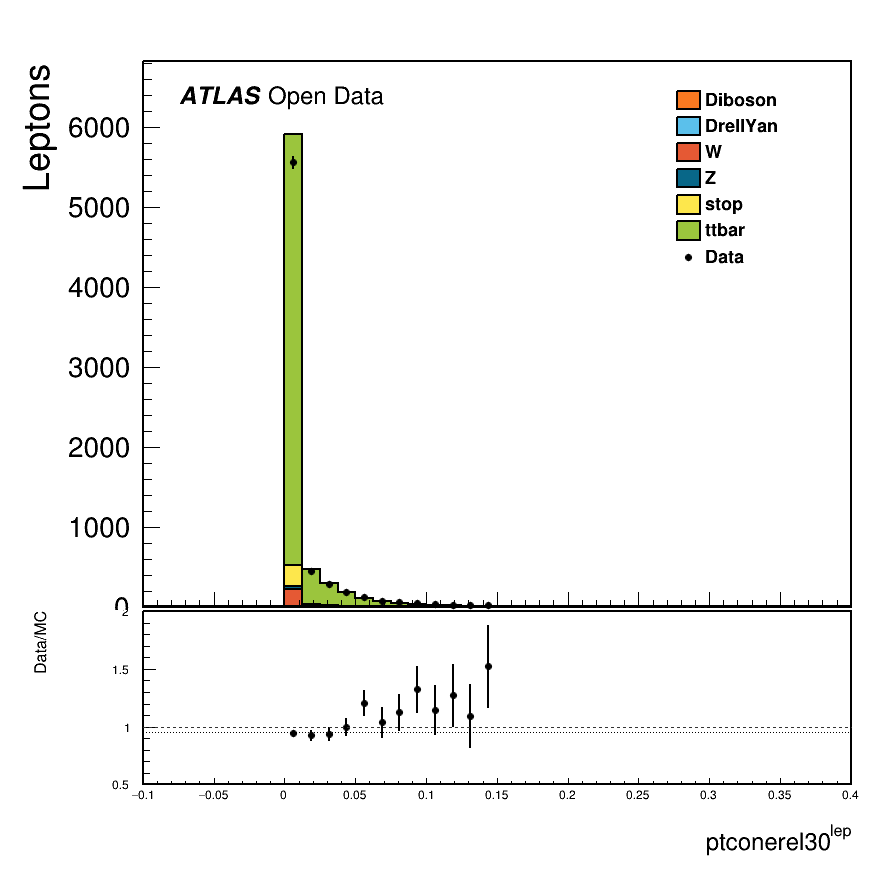 Leptons
ATLAS Open Data
Diboson
DrellYan
W
Z
stop
ttbar
Data
6000
5000
4000
3000
2000
1000
0
Data/MC
2
1.5
1
0.5
−0.1 −0.05 0 0.05 0.1 0.15 0.2 0.25 0.3 0.35 0.4
ptconerel30lep